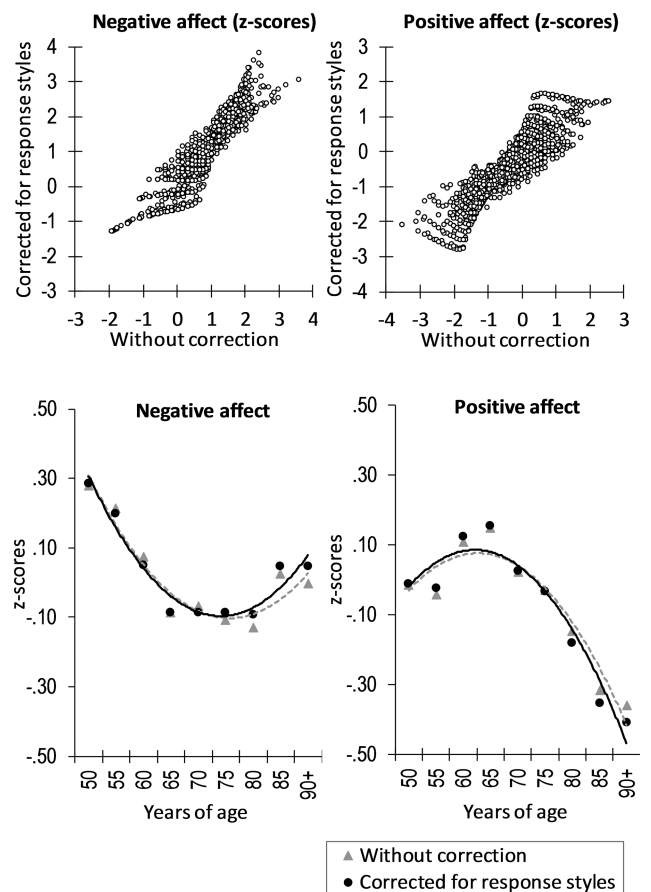 Negative affect (z-scores)
Corrected for response styles
4
3
2
1
0
-1
-2
-3
-3 -2 -1 0 1 2 3 4
Without correction
Positive affect (z-scores)
Corrected for response styles
3
2
1
0
-1
-2
-3
-4
-4 -3 -2 -1 0 1 2 3
Without correction
Negative affect
z-scores
.50
.30
.10
-.10
-.30
-.50
50 55 60 65 70 75 80 85 90+
Years of age
Positive affect
z-scores
.50
.30
.10
-.10
-.30
-.50
50 55 60 65 70 75 80 85 90+
Years of age
Without correction
Corrected for response styles